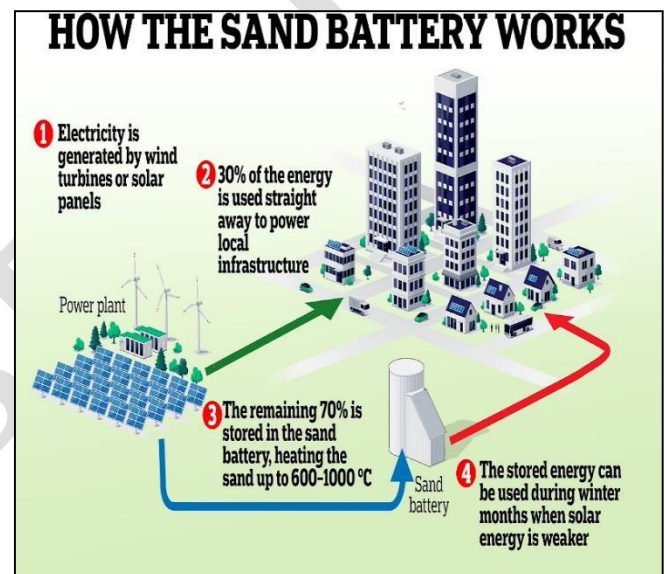 HOW THE SAND BATTERY WORKS
1 Electricity is
generated by wind
turbines or solar
panels
2 30% of the energy
is used straight
away to power
local
infrastructure
Power plant
3 The remaining 70% is
stored in the sand
battery, heating the
sand up to 600-1000 ºC
Sand
battery
4 The stored energy can
be used during winter
months when solar
energy is weaker